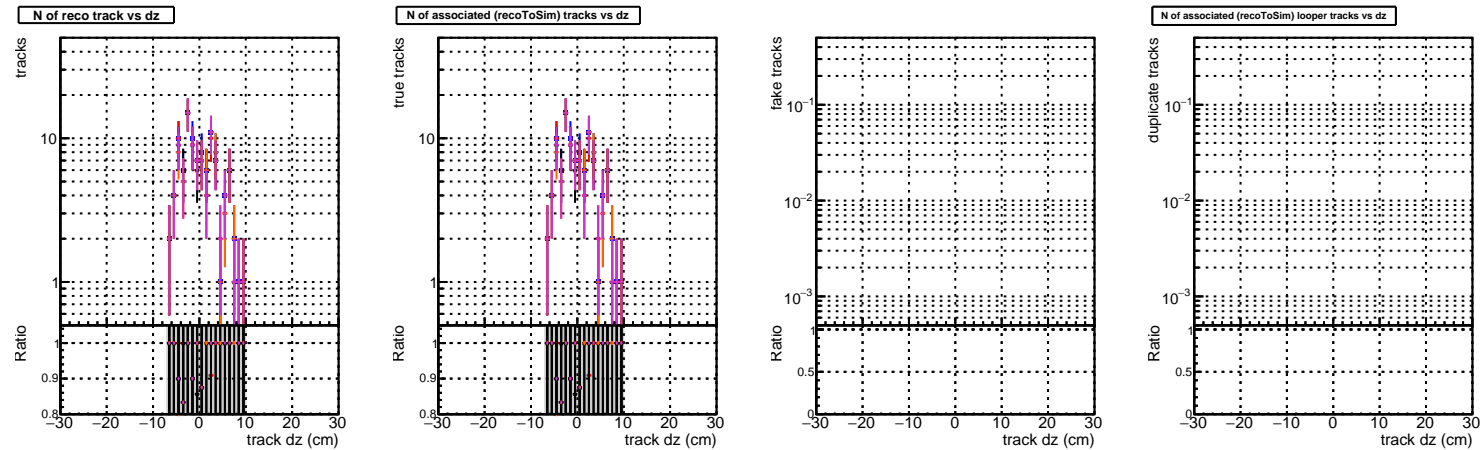 N of reco track vs dz
tracks
10
1
Ratio
1
0.9
0.8
−30 −20 −10 0 10 20 30
track dz (cm)
N of associated (recoToSim) tracks vs dz
true tracks
10
1
Ratio
1
0.9
0.8
−30 −20 −10 0 10 20 30
track dz (cm)
fake tracks
10−1
10−2
10−3
Ratio
1
0.5
0
−30 −20 −10 0 10 20 30
track dz (cm)
N of associated (recoToSim) looper tracks vs dz
duplicate tracks
10−1
10−2
10−3
Ratio
1
0.5
0
−30 −20 −10 0 10 20 30
track dz (cm)